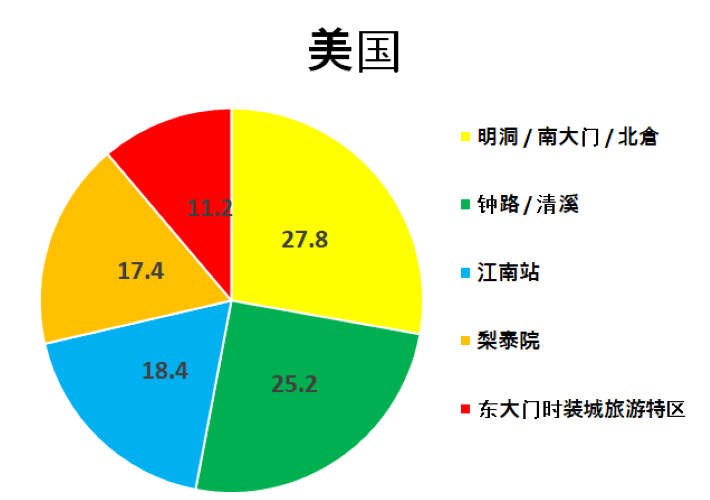 美国
27.8
25.2
18.4
17.4
11.2
明洞 / 南大门 / 北倉
钟路 / 清溪
江南站
梨泰院
东大门时装城旅游特区